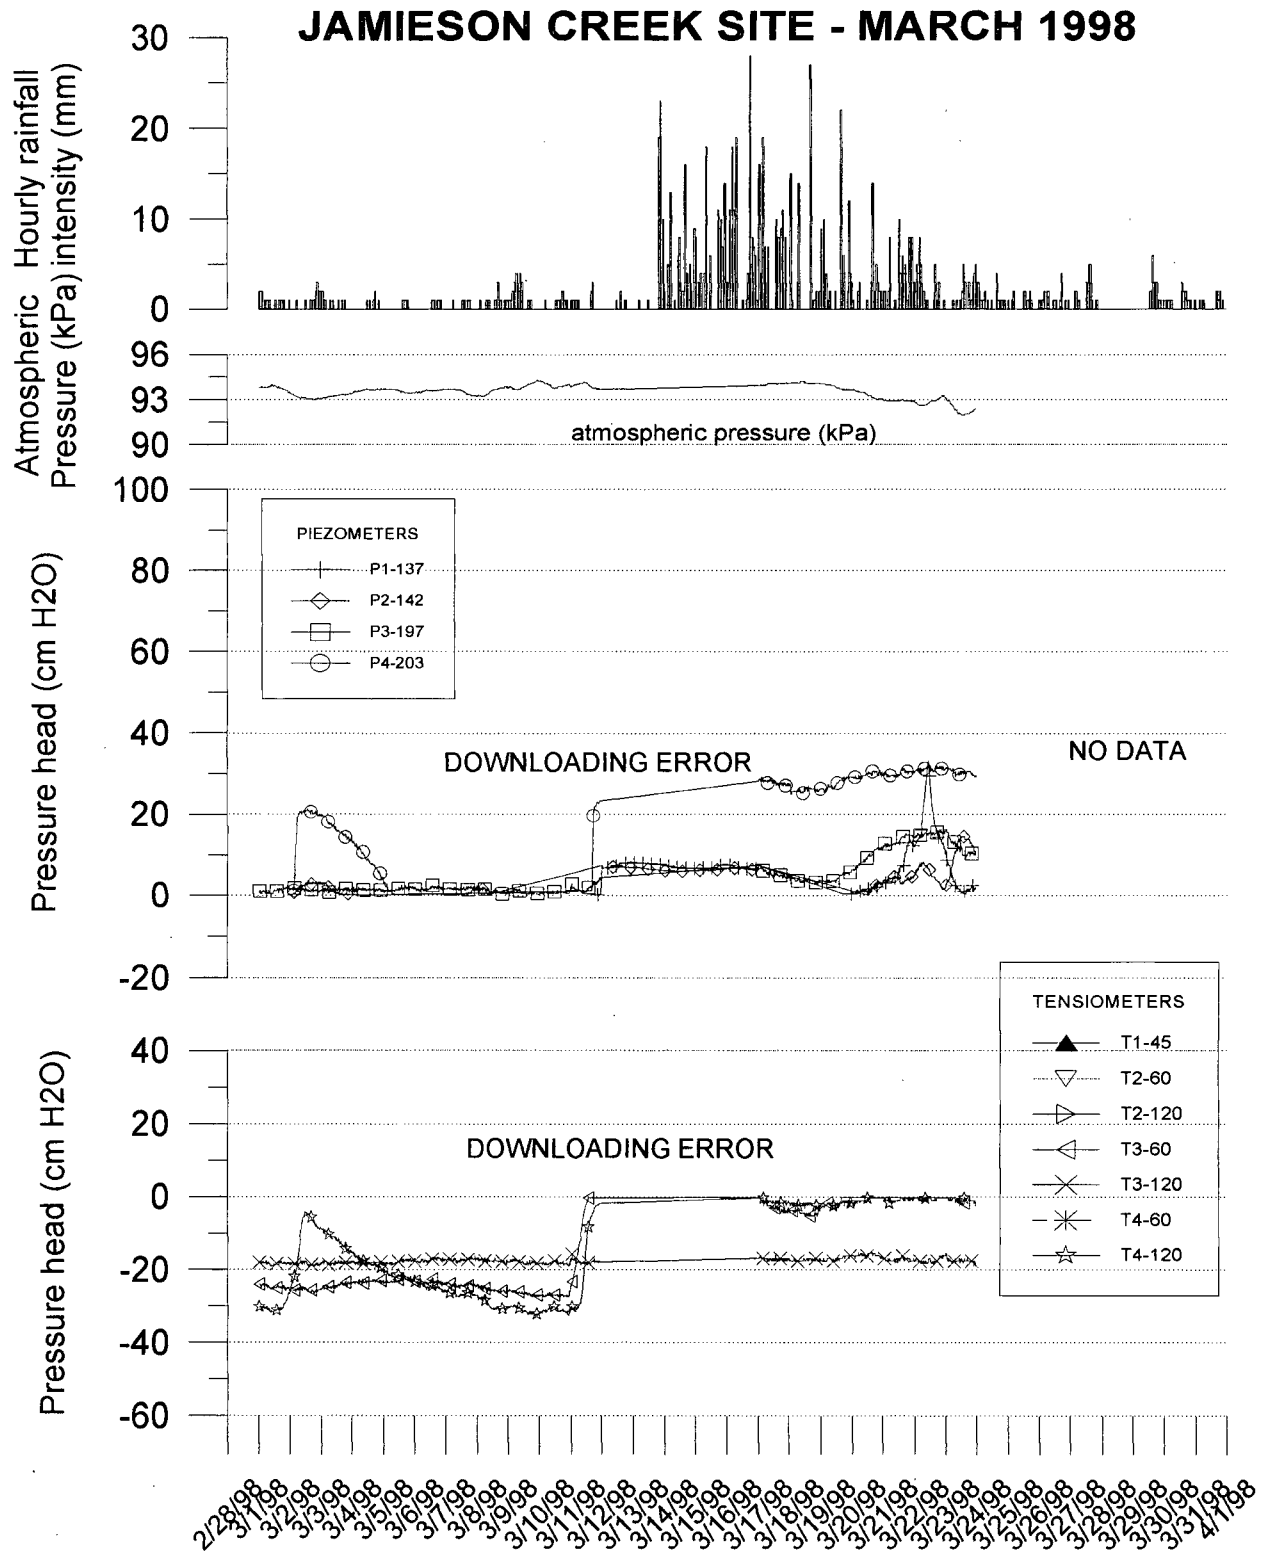 JAMIESON CREEK SITE - MARCH 1998
Hourly rainfall
intensity (mm)
30
20
10
0
Atmospheric
Pressure (kPa)
96
93
90
atmospheric pressure (kPa)
Pressure head (cm H2O)
100
80
60
40
20
0
-20
PIEZOMETERS
P1-137
P2-142
P3-197
P4-203
DOWNLOADING ERROR
NO DATA
Pressure head (cm H2O)
40
20
0
-20
-40
-60
TENSIOMETERS
T1-45
T2-60
T2-120
T3-60
T3-120
T4-60
T4-120
DOWNLOADING ERROR
2/28/98
3/1/98
3/2/98
3/3/98
3/4/98
3/5/98
3/6/98
3/7/98
3/8/98
3/9/98
3/10/98
3/11/98
3/12/98
3/13/98
3/14/98
3/15/98
3/16/98
3/17/98
3/18/98
3/19/98
3/20/98
3/21/98
3/22/98
3/23/98
3/24/98
3/25/98
3/26/98
3/27/98
3/28/98
3/29/98
3/30/98
3/31/98
4/1/98